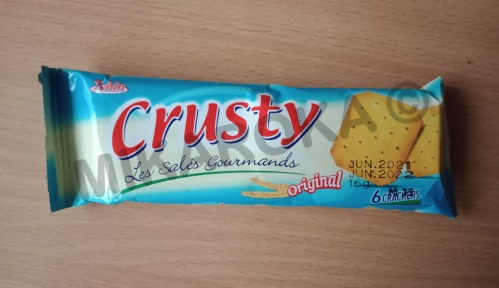 Crusty
Les Salés Gourmands
Original
JUN.2021
JUN.2022
16g
6 CRACKERS